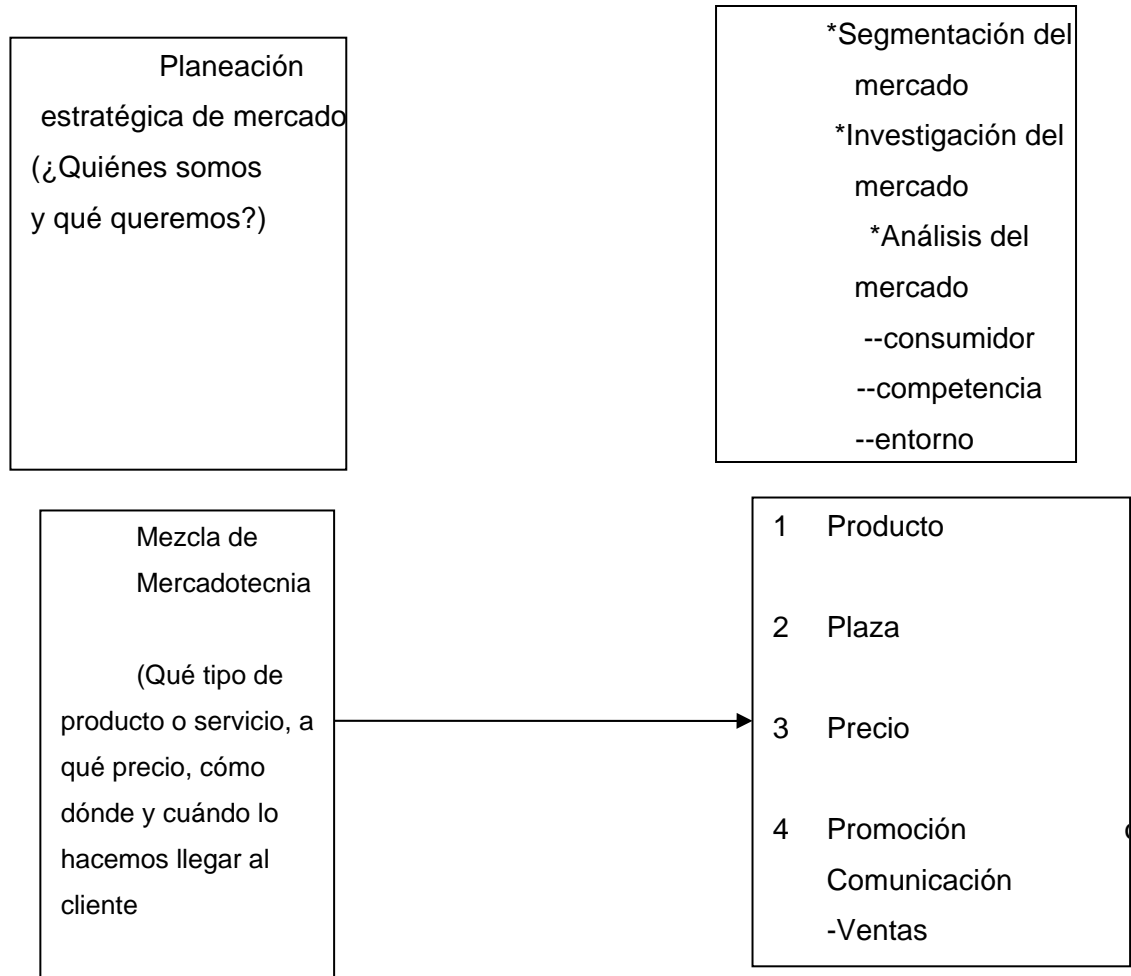 Planeación
estratégica de mercado
(¿Quiénes somos
y qué queremos?)
*Segmentación del
mercado
*Investigación del
mercado
*Análisis del
mercado
--consumidor
--competencia
--entorno
Mezcla de
Mercadotecnia
(Qué tipo de
producto o servicio, a
qué precio, cómo
dónde y cuándo lo
hacemos llegar al
cliente
1 Producto
2 Plaza
3 Precio
4 Promoción
Comunicación
-Ventas